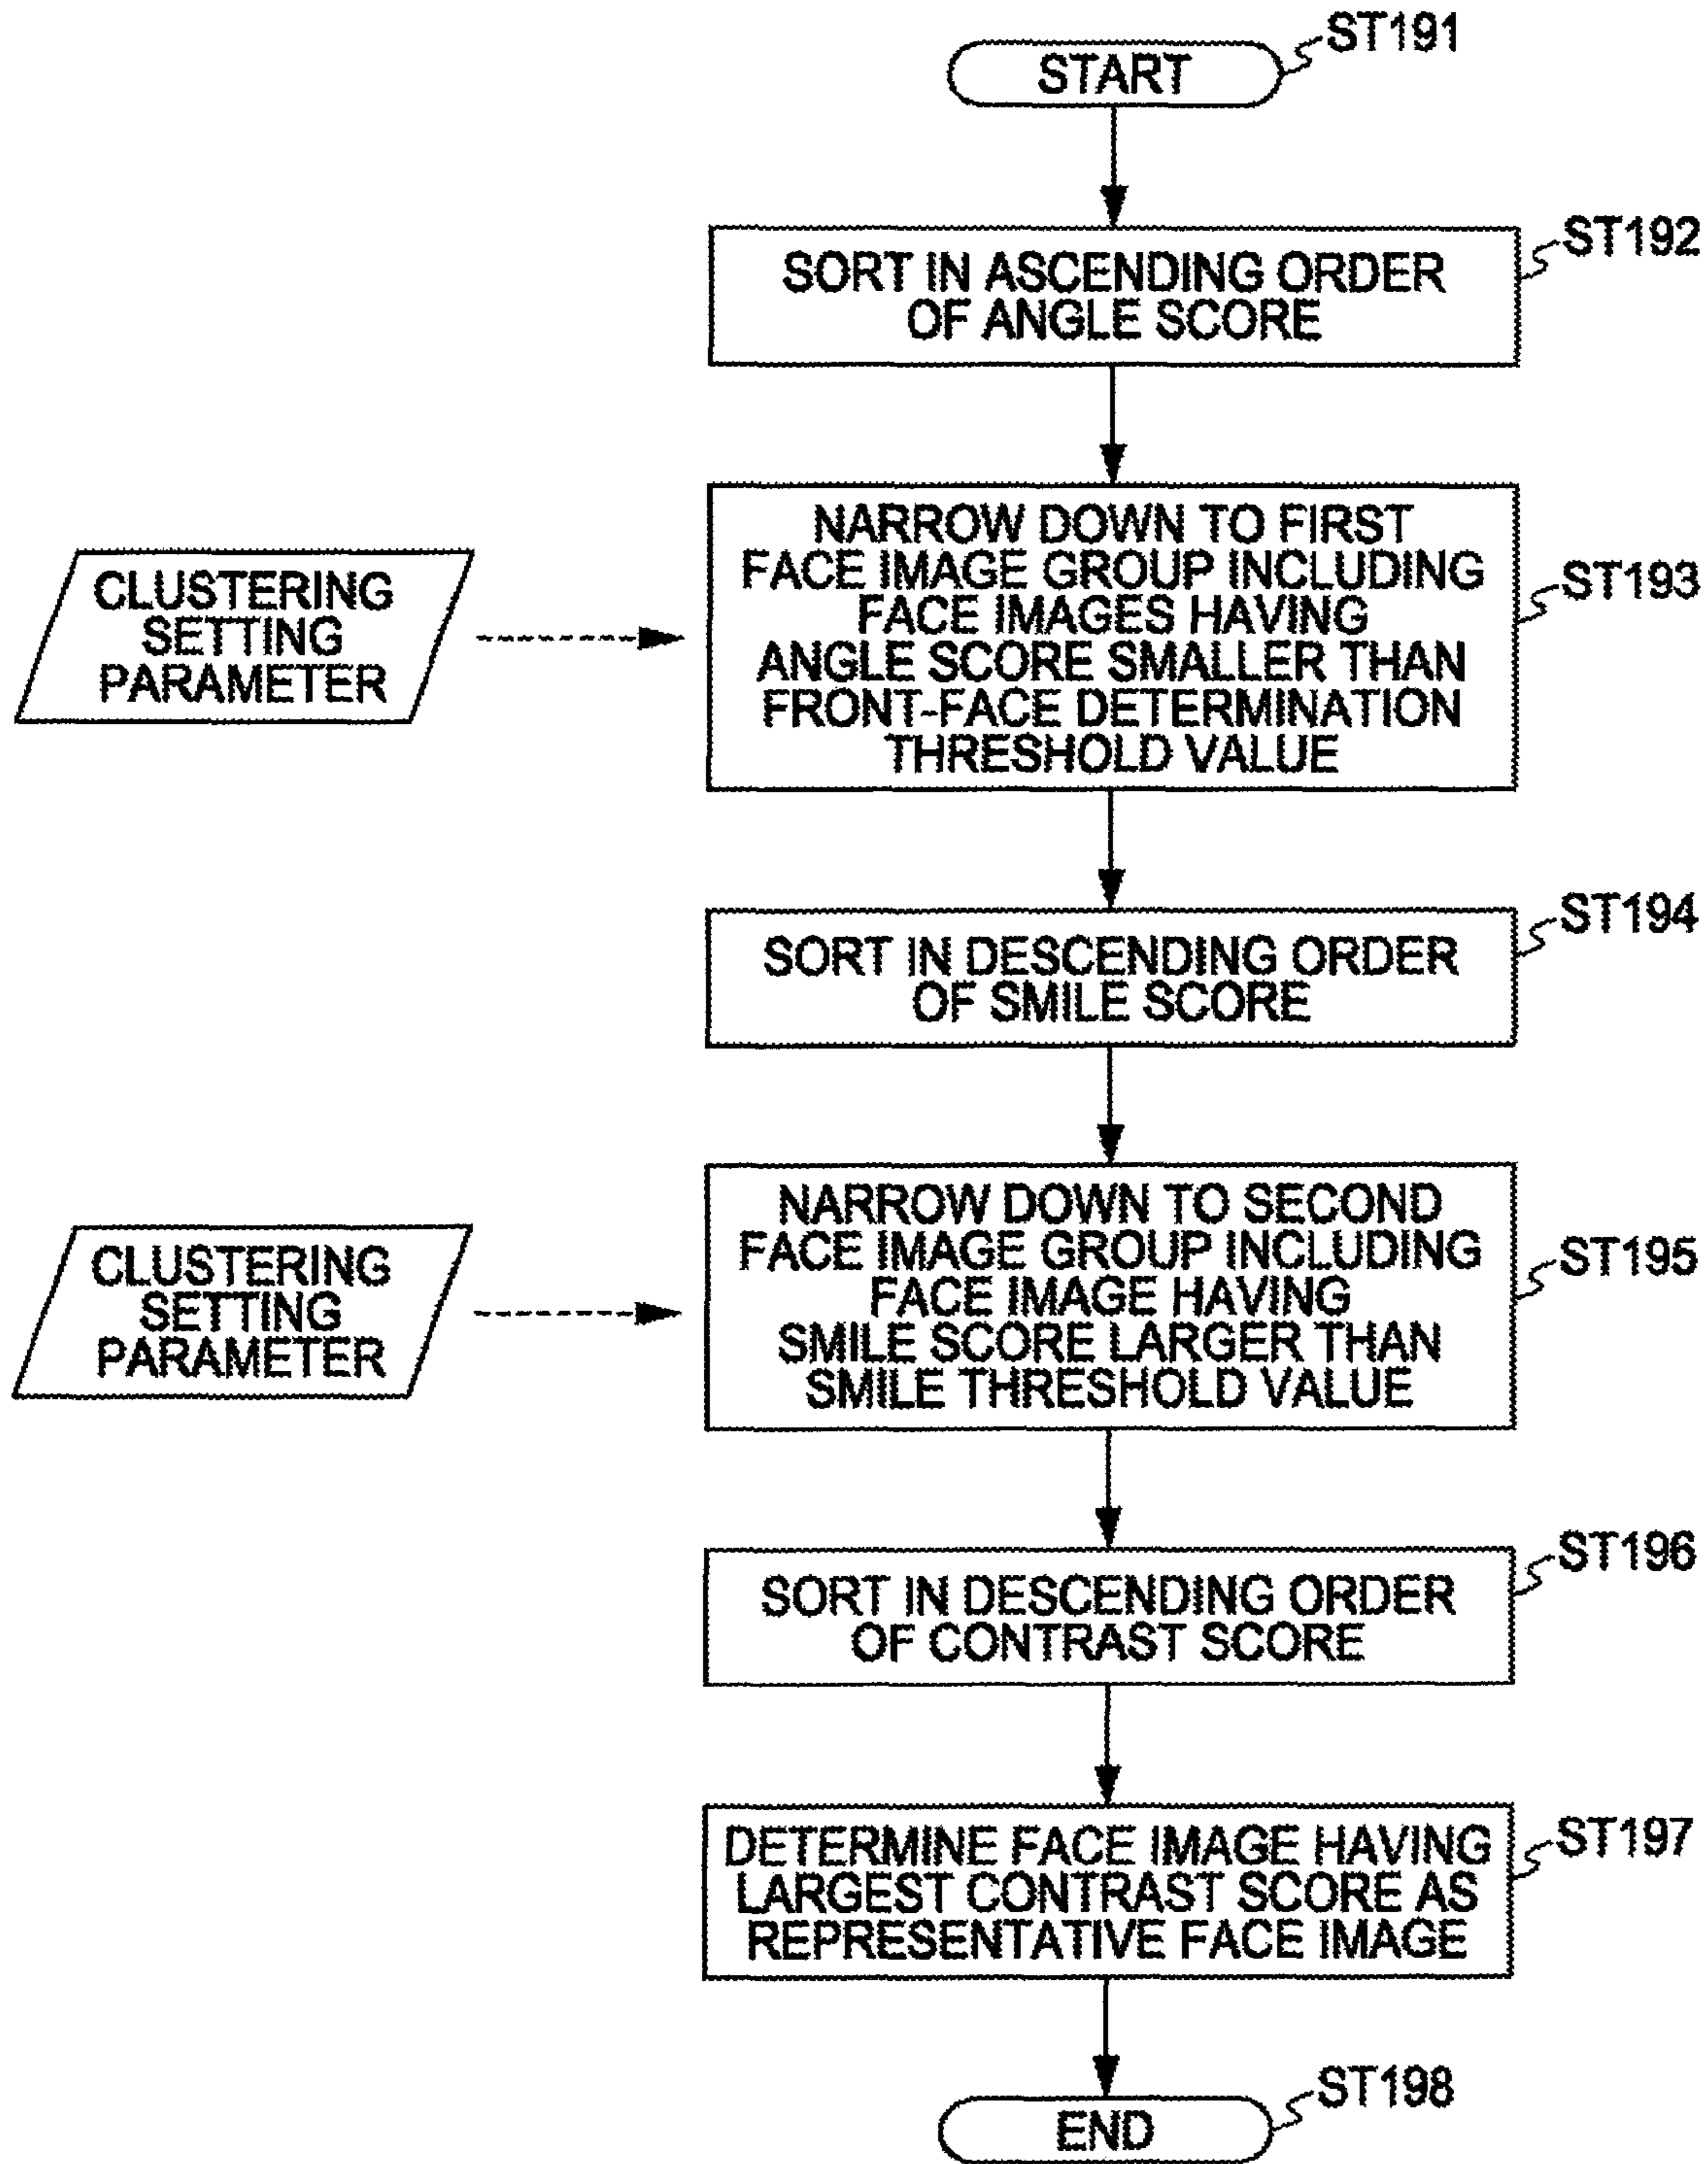 START
ST191
SORT IN ASCENDING ORDER
OF ANGLE SCORE
ST192
CLUSTERING
SETTING
PARAMETER
NARROW DOWN TO FIRST
FACE IMAGE GROUP INCLUDING
FACE IMAGES HAVING
ANGLE SCORE SMALLER THAN
FRONT-FACE DETERMINATION
THRESHOLD VALUE
ST193
SORT IN DESCENDING ORDER
OF SMILE SCORE
ST194
CLUSTERING
SETTING
PARAMETER
NARROW DOWN TO SECOND
FACE IMAGE GROUP INCLUDING
FACE IMAGE HAVING
SMILE SCORE LARGER THAN
SMILE THRESHOLD VALUE
ST195
SORT IN DESCENDING ORDER
OF CONTRAST SCORE
ST196
DETERMINE FACE IMAGE HAVING
LARGEST CONTRAST SCORE AS
REPRESENTATIVE FACE IMAGE
ST197
END
ST198